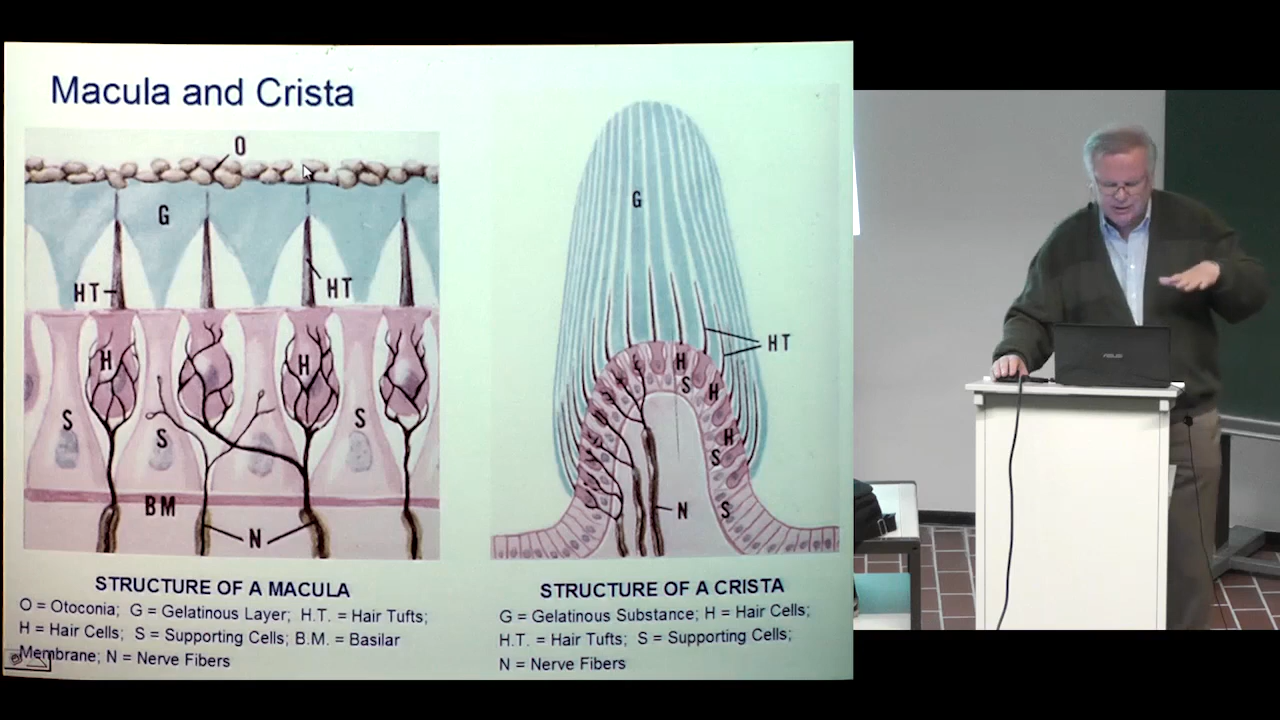 Macula and Crista
O
G
HT
HT
H
H
S
S
S
BM
N
STRUCTURE OF A MACULA
O = Otoconia; G = Gelatinous Layer; H.T. = Hair Tufts;
H = Hair Cells; S = Supporting Cells; B.M. = Basilar
Membrane; N = Nerve Fibers
G
HT
H
S
H
H
S
N
S
STRUCTURE OF A CRISTA
G = Gelatinous Substance; H = Hair Cells;
H.T. = Hair Tufts; S = Supporting Cells;
N = Nerve Fibers
ASUS